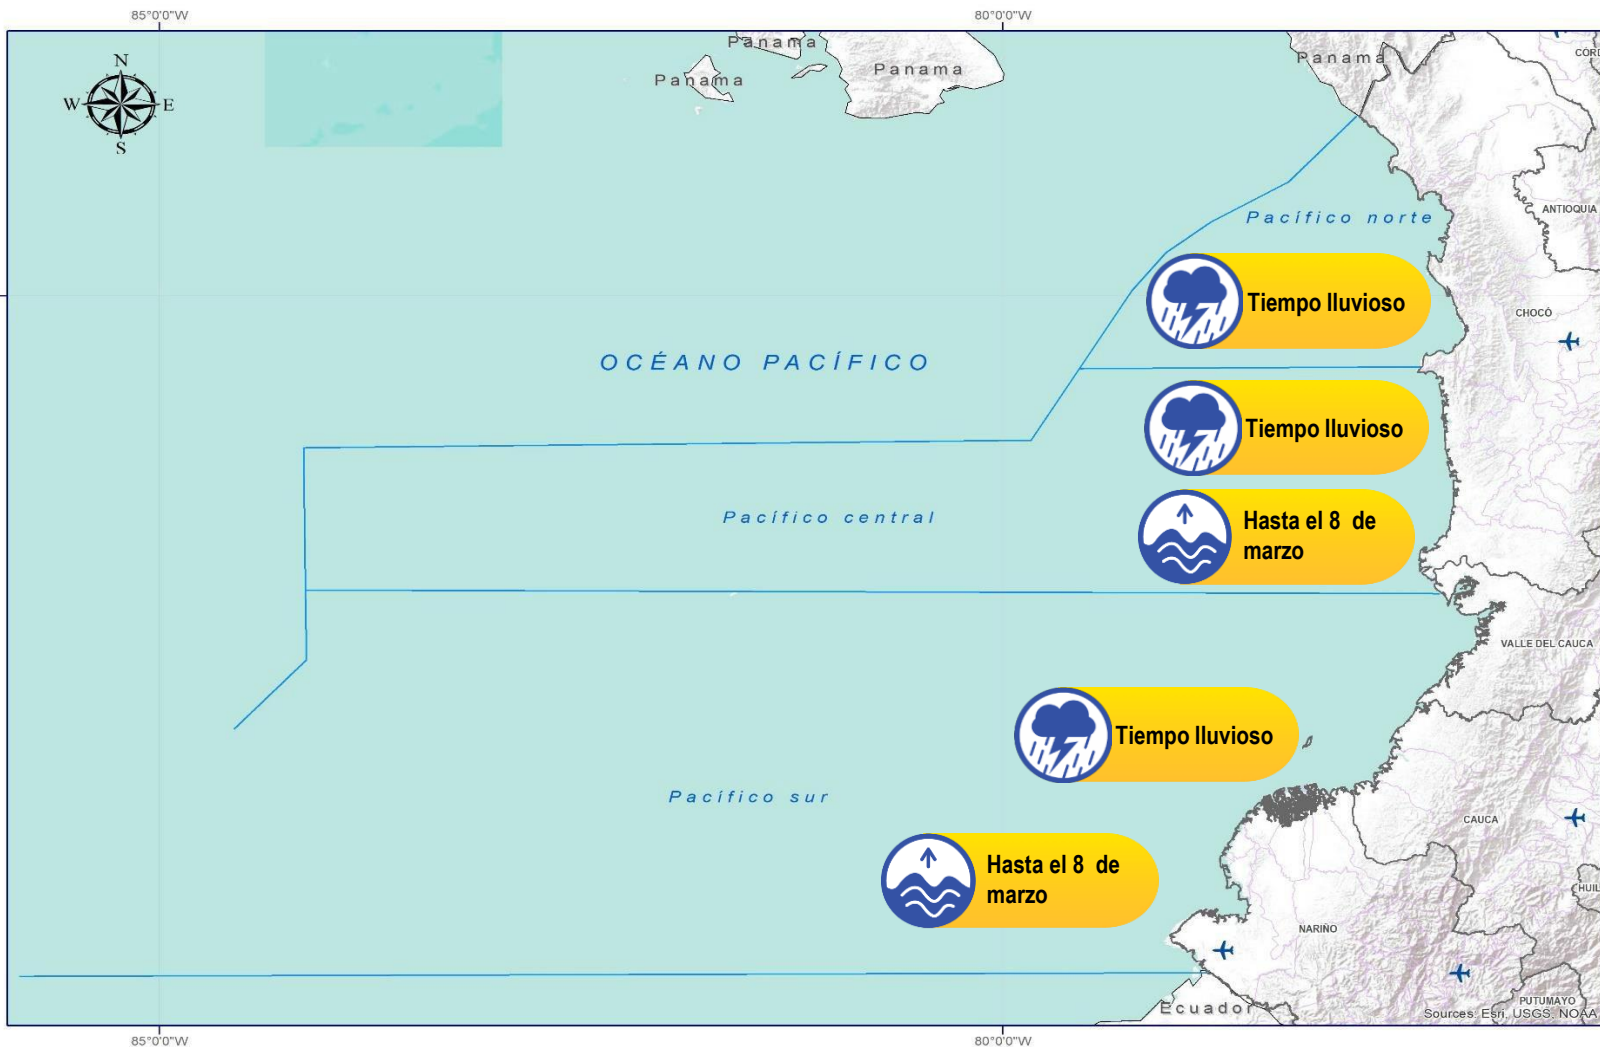 85°0'0"W
80°0'0"W
N
W
E
S
Panama
Panama
Panama
Panama
ANTIOQUIA
Pacífico norte
Tiempo lluvioso
CHOCÓ
OCÉANO PACÍFICO
Tiempo lluvioso
Pacífico central
Hasta el 8 de
marzo
VALLE DEL CAUCA
Tiempo lluvioso
Pacífico sur
CAUCA
Hasta el 8 de
marzo
NARIÑO
PUTUMAYO
Ecuador
Sources: Esri, USGS, NOAA
85°0'0"W
80°0'0"W